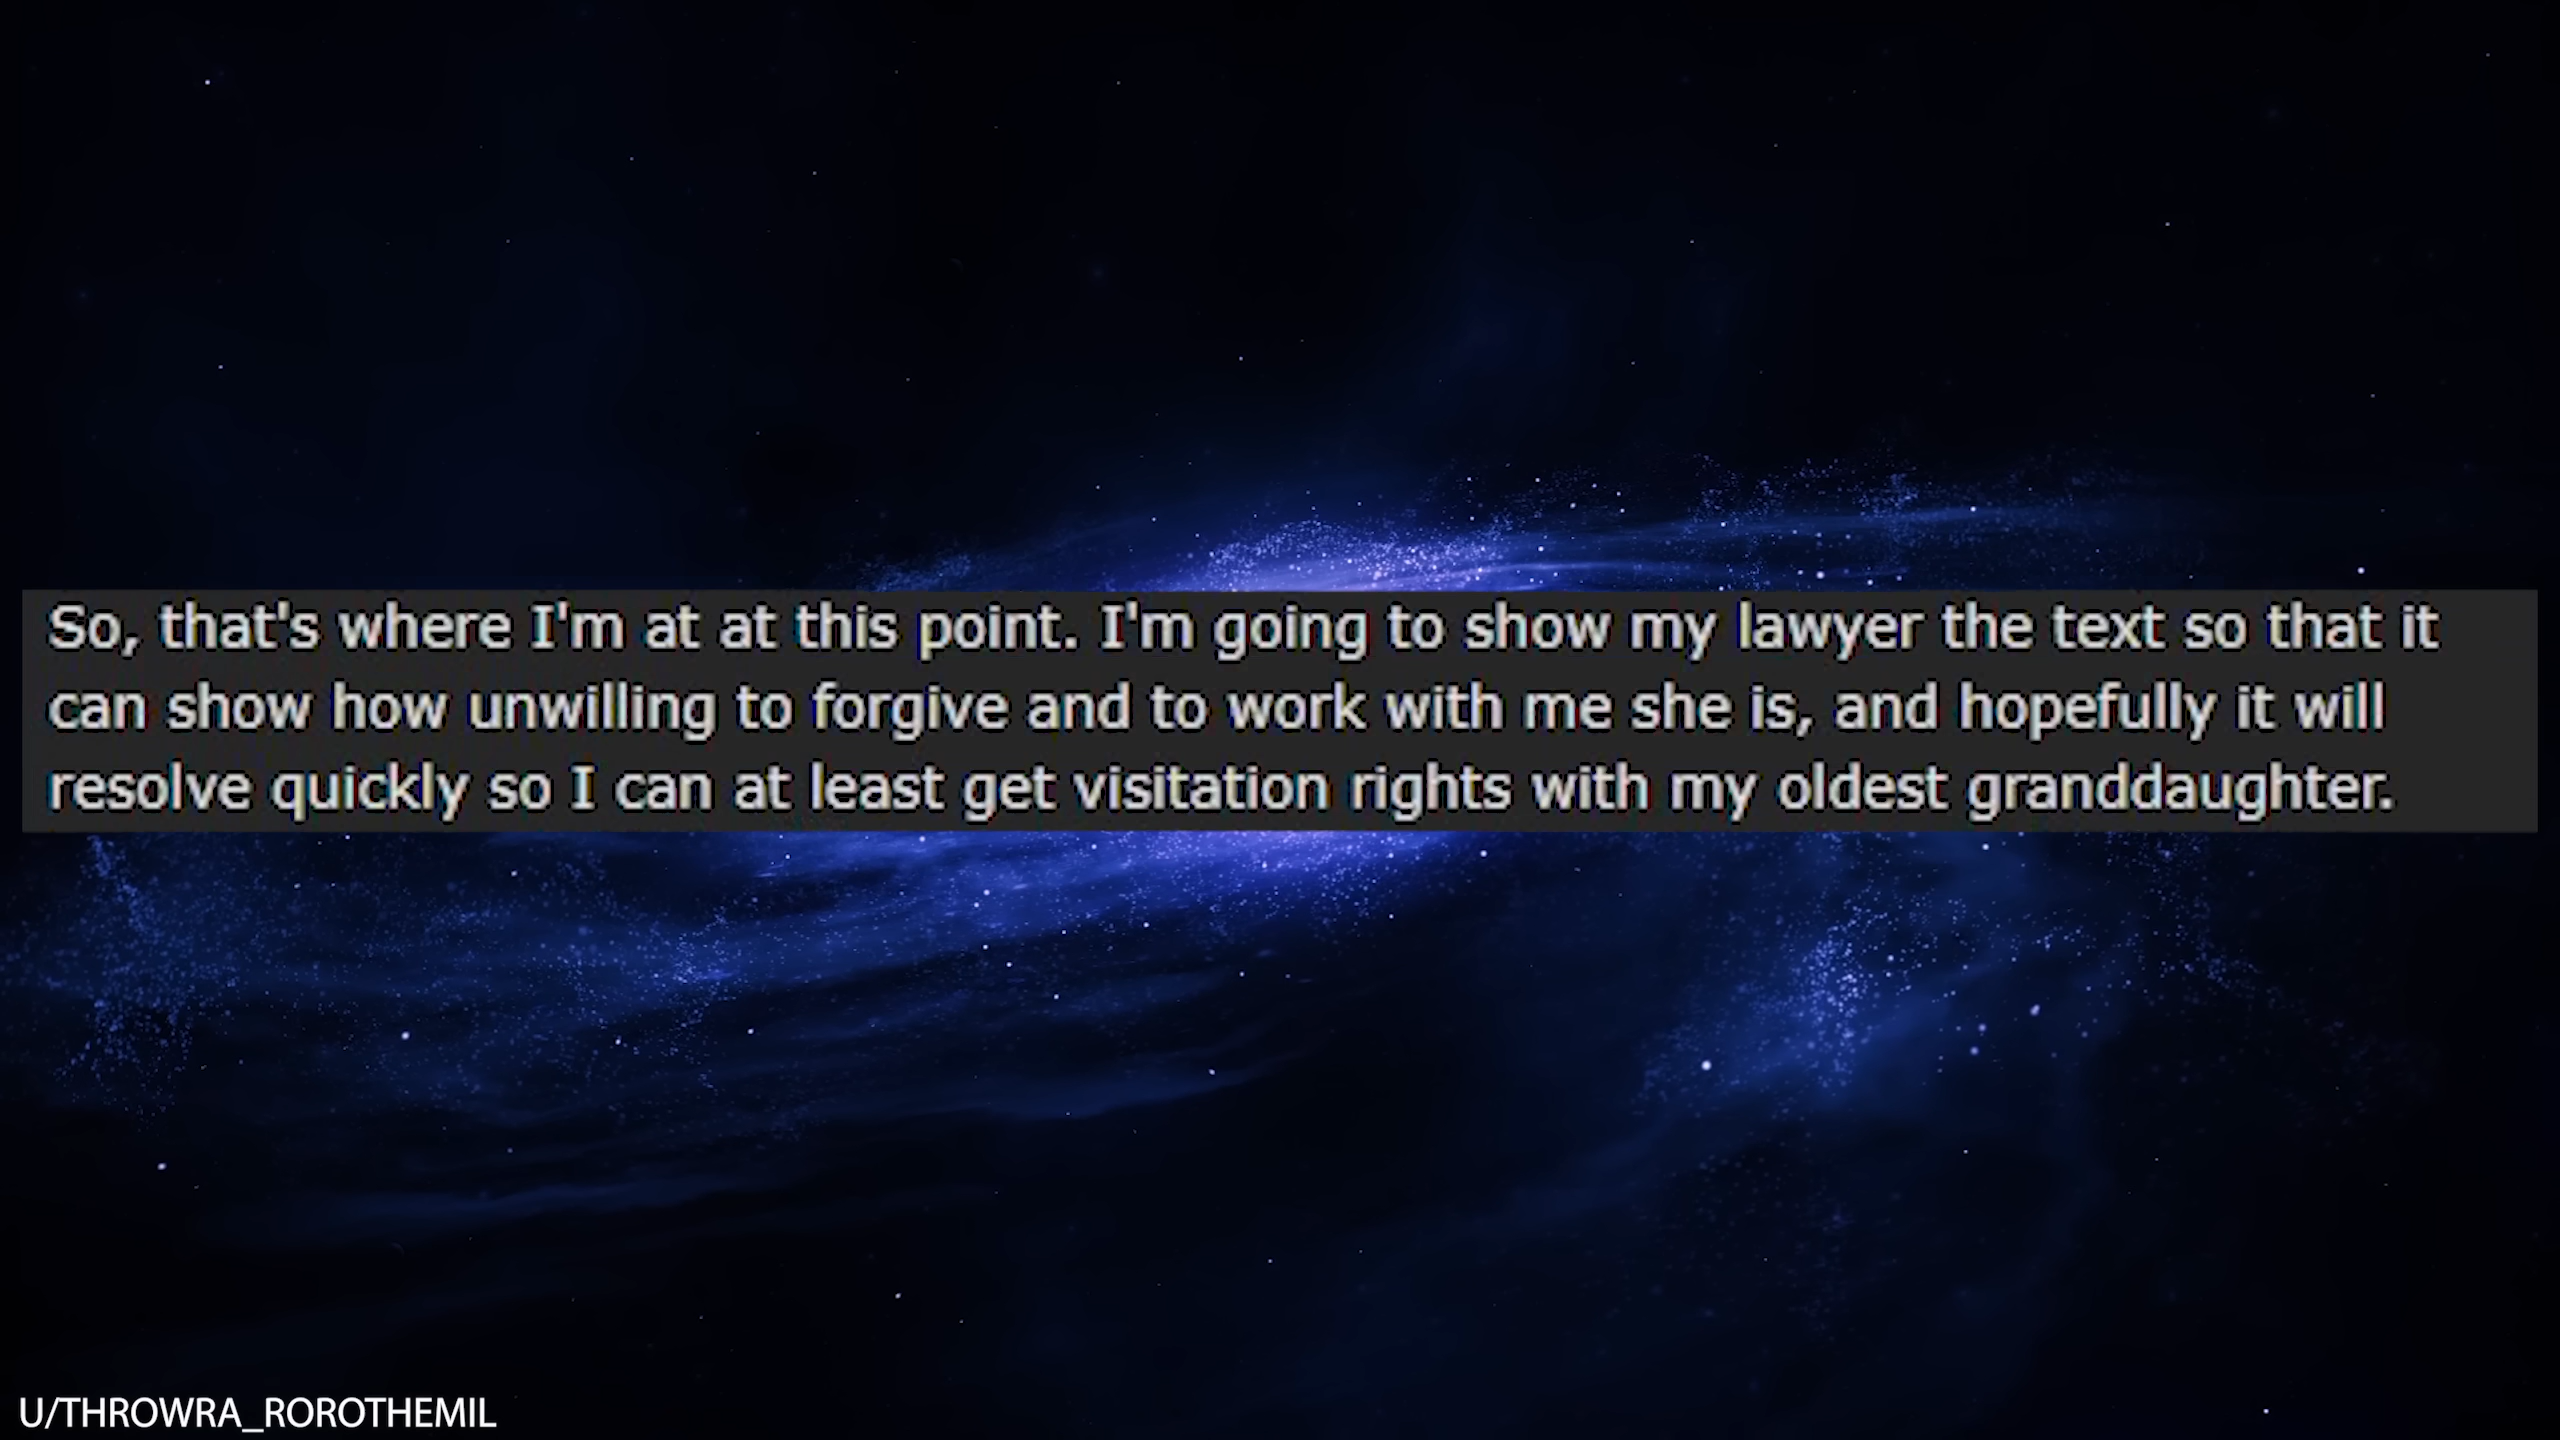 So, that's where I'm at at this point. I'm going to show my lawyer the text so that it
can show how unwilling to forgive and to work with me she is, and hopefully it will
resolve quickly so I can at least get visitation rights with my oldest granddaughter.
U/THROWRA_ROROTHEMIL